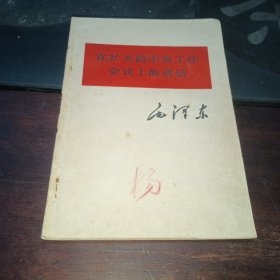 在扩大的中央工作
会议上的讲话
毛泽东
杨